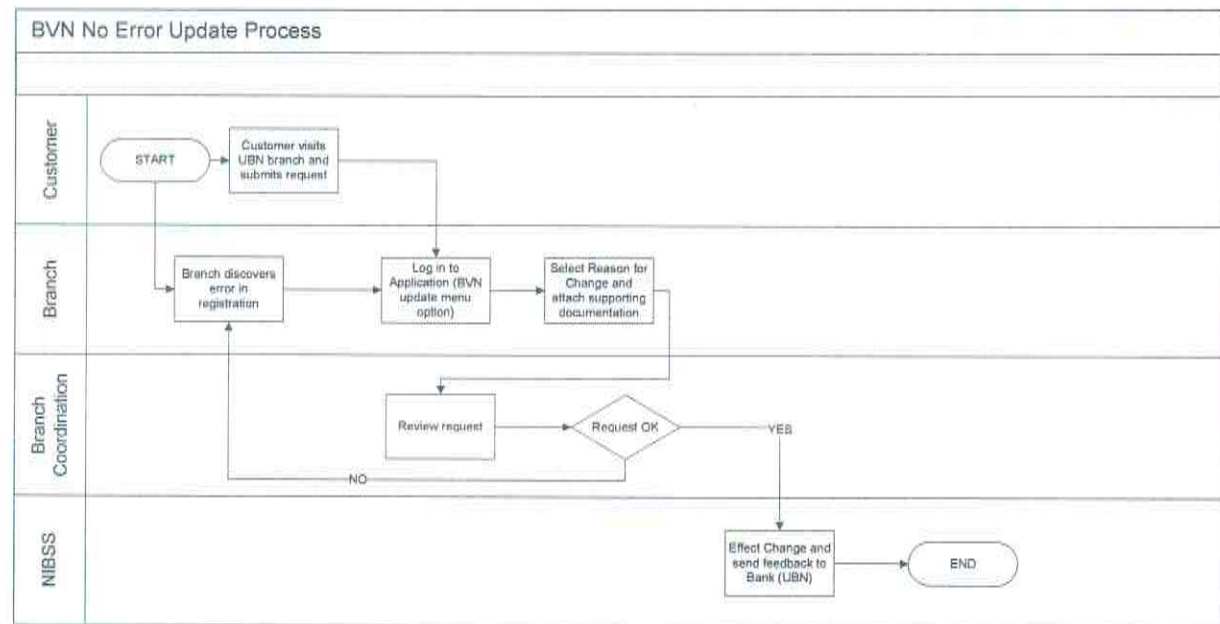 BVN No Error Update Process
Customer
START
Customer visits
UBN branch and
submits request
Branch
Branch discovers
error in
registration
Log in to
Application (BVN
update menu
option)
Select Reason for
Change and
attach supporting
documentation
Branch
Coordination
Review request
Request OK
YES
NO
NIBSS
Effect Change and
send feedback to
Bank (UBN)
END